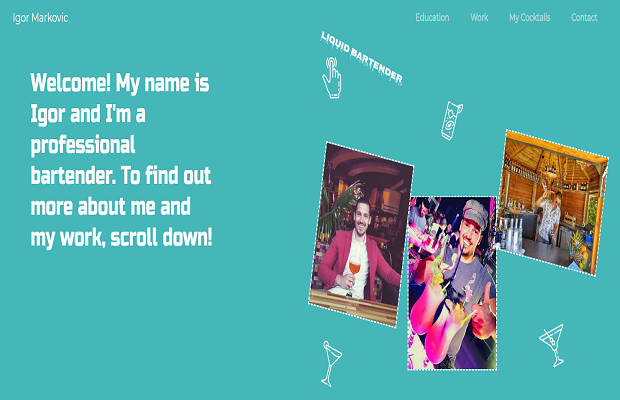 Igor Markovic
Education Work My Cocktails Contact
LIQUID BARTENDER
Welcome! My name is
Igor and I'm a
professional
bartender. To find out
more about me and
my work, scroll down!